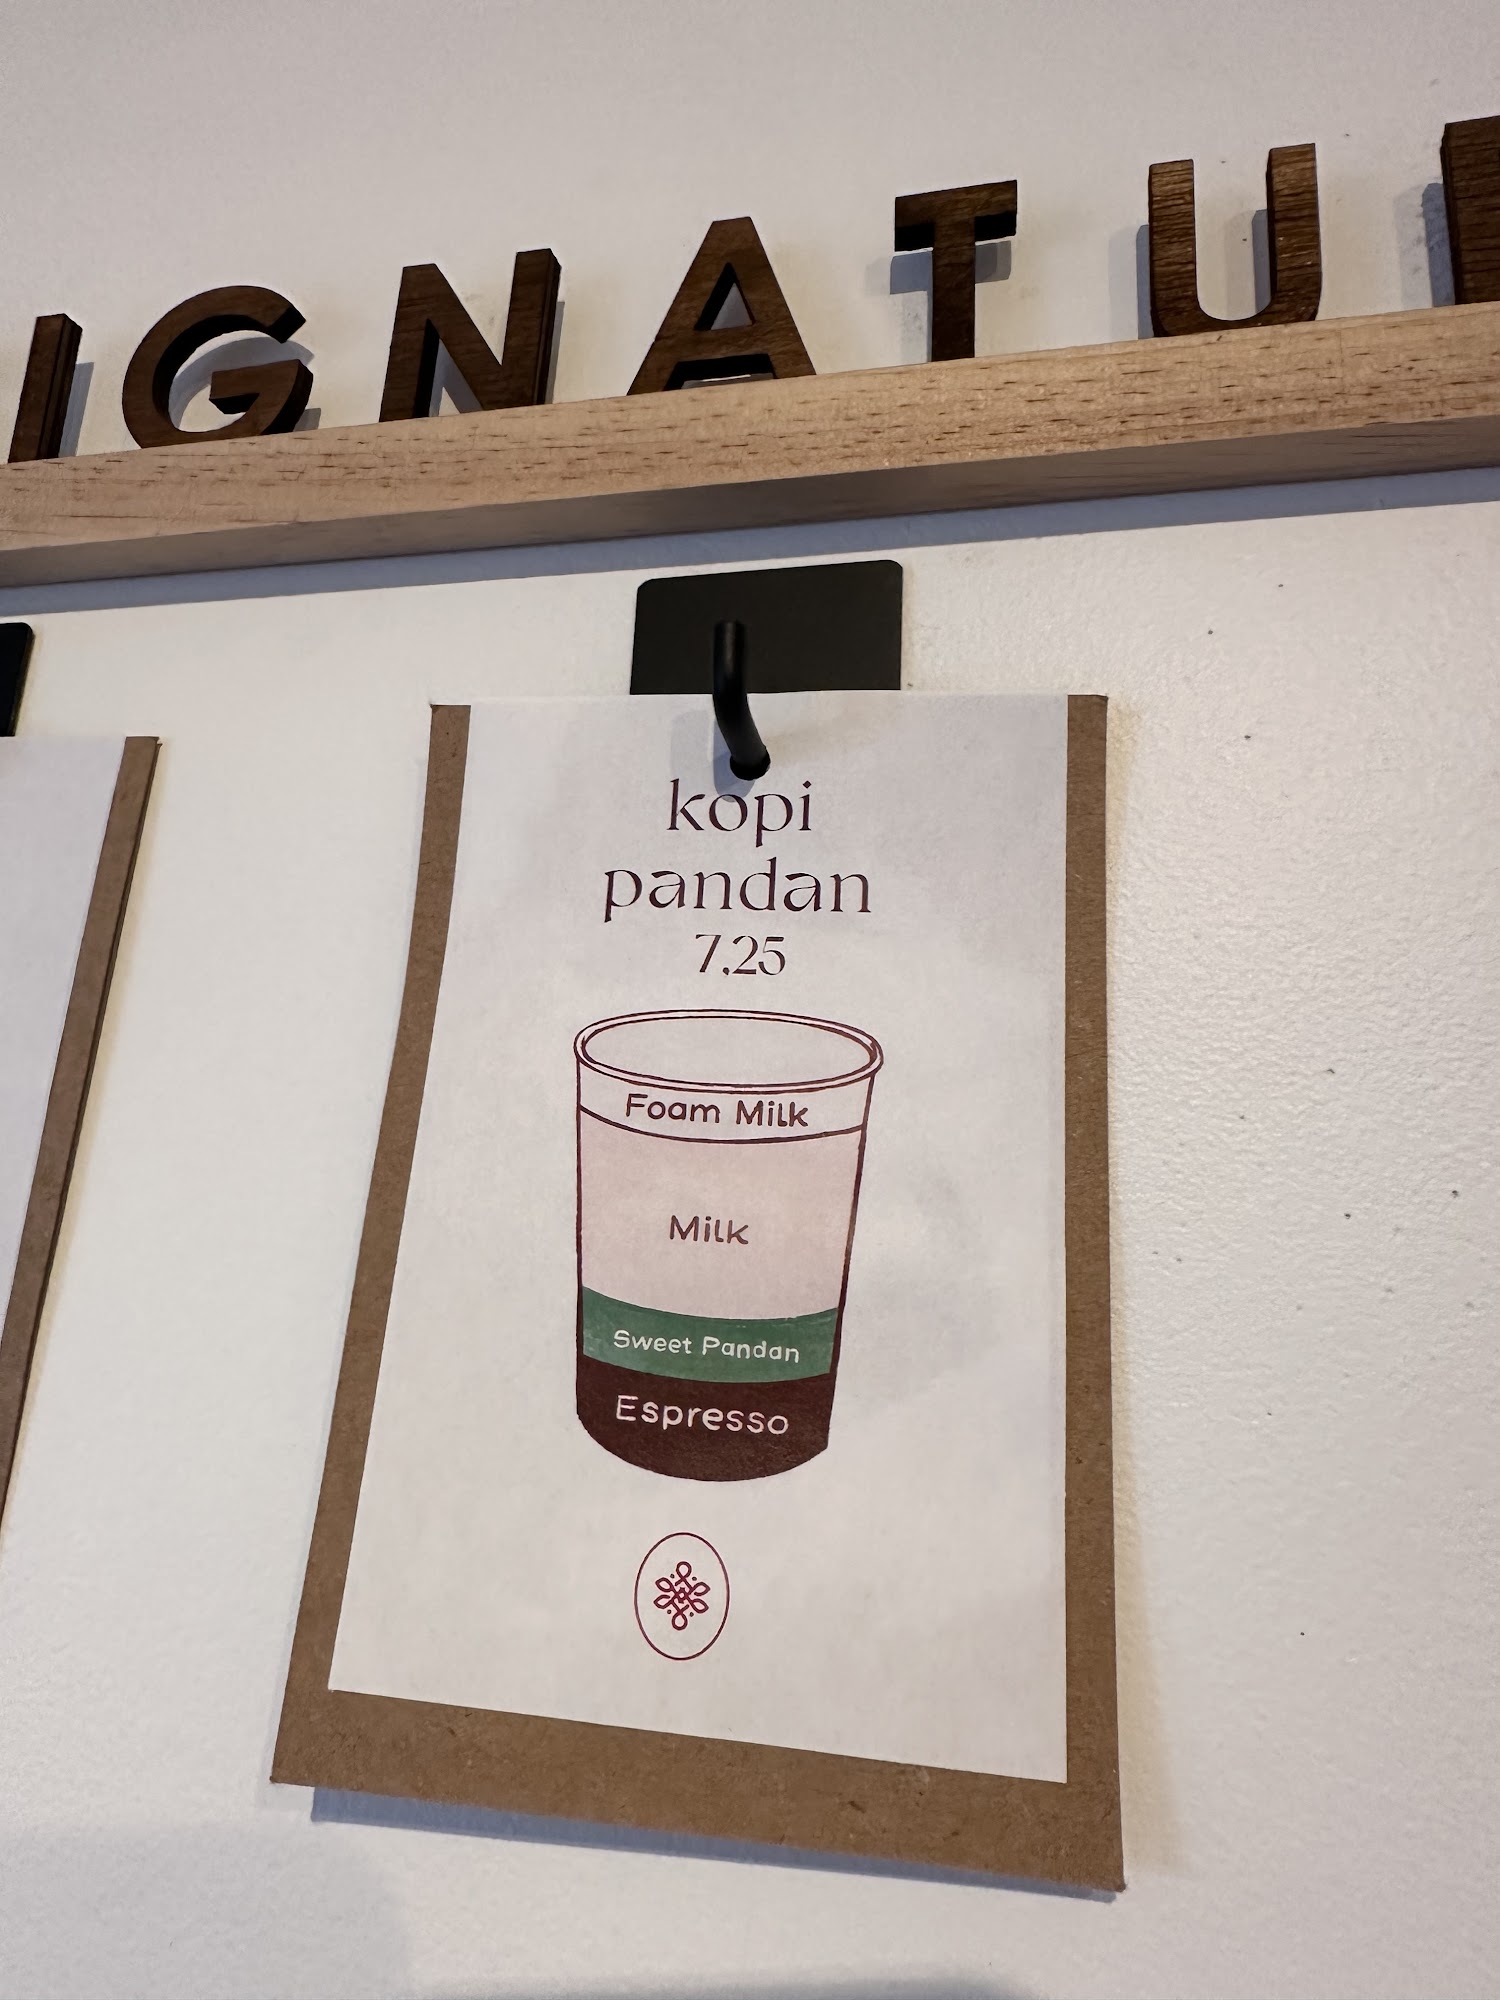 IGNATU
kopi
pandan
7.25
Foam Milk
Milk
Sweet Pandan
Espresso